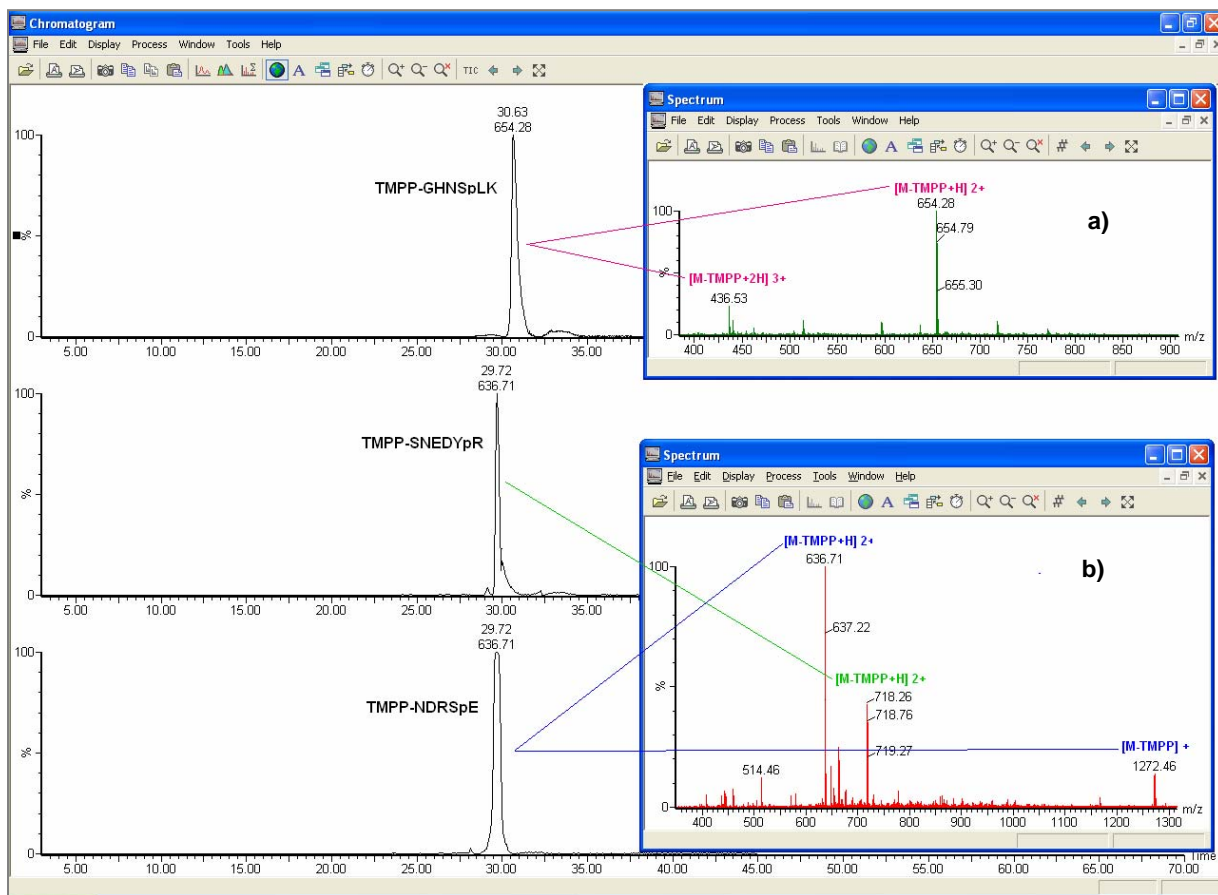 Chromatogram
File Edit Display Process Window Tools Help
TIC
30.63
654.28
100
TMPP-GHNSpLK
%
0
5.00 10.00 15.00 20.00 25.00 30.00 35.00
Spectrum
File Edit Display Process Tools Window Help
#
[M-TMPP+H] 2+
654.28
a)
100
654.79
%
[M-TMPP+2H] 3+
655.30
436.53
0
400 450 500 550 600 650 700 750 800 850 900 m/z
29.72
636.71
100
TMPP-SNEDYpR
%
0
5.00 10.00 15.00 20.00 25.00 30.00 35.00
29.72
636.71
100
TMPP-NDRSpE
%
0
5.00 10.00 15.00 20.00 25.00 30.00 35.00 40.00 45.00 50.00 55.00 60.00 65.00 70.00 Time
Spectrum
File Edit Display Process Tools Window Help
#
[M-TMPP+H] 2+
636.71
b)
100
637.22
[M-TMPP+H] 2+
718.26
718.76
%
719.27
[M-TMPP] +
514.46
1272.46
0
400 500 600 700 800 900 1000 1100 1200 1300 m/z